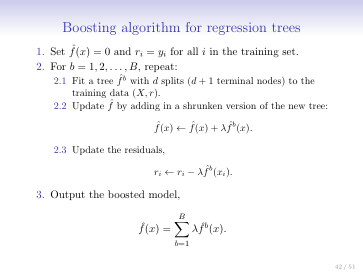 Boosting algorithm for regression trees
1. Set f̂(x) = 0 and rᵢ = yᵢ for all i in the training set.
2. For b = 1, 2, . . . , B, repeat:
2.1 Fit a tree f̂ᵇ with d splits (d + 1 terminal nodes) to the
training data (X, r).
2.2 Update f̂ by adding in a shrunken version of the new tree:
f̂(x) ← f̂(x) + λf̂ᵇ(x).
2.3 Update the residuals,
rᵢ ← rᵢ − λf̂ᵇ(xᵢ).
3. Output the boosted model,
f̂(x) = ∑_{b=1}^{B} λf̂ᵇ(x).
42 / 51